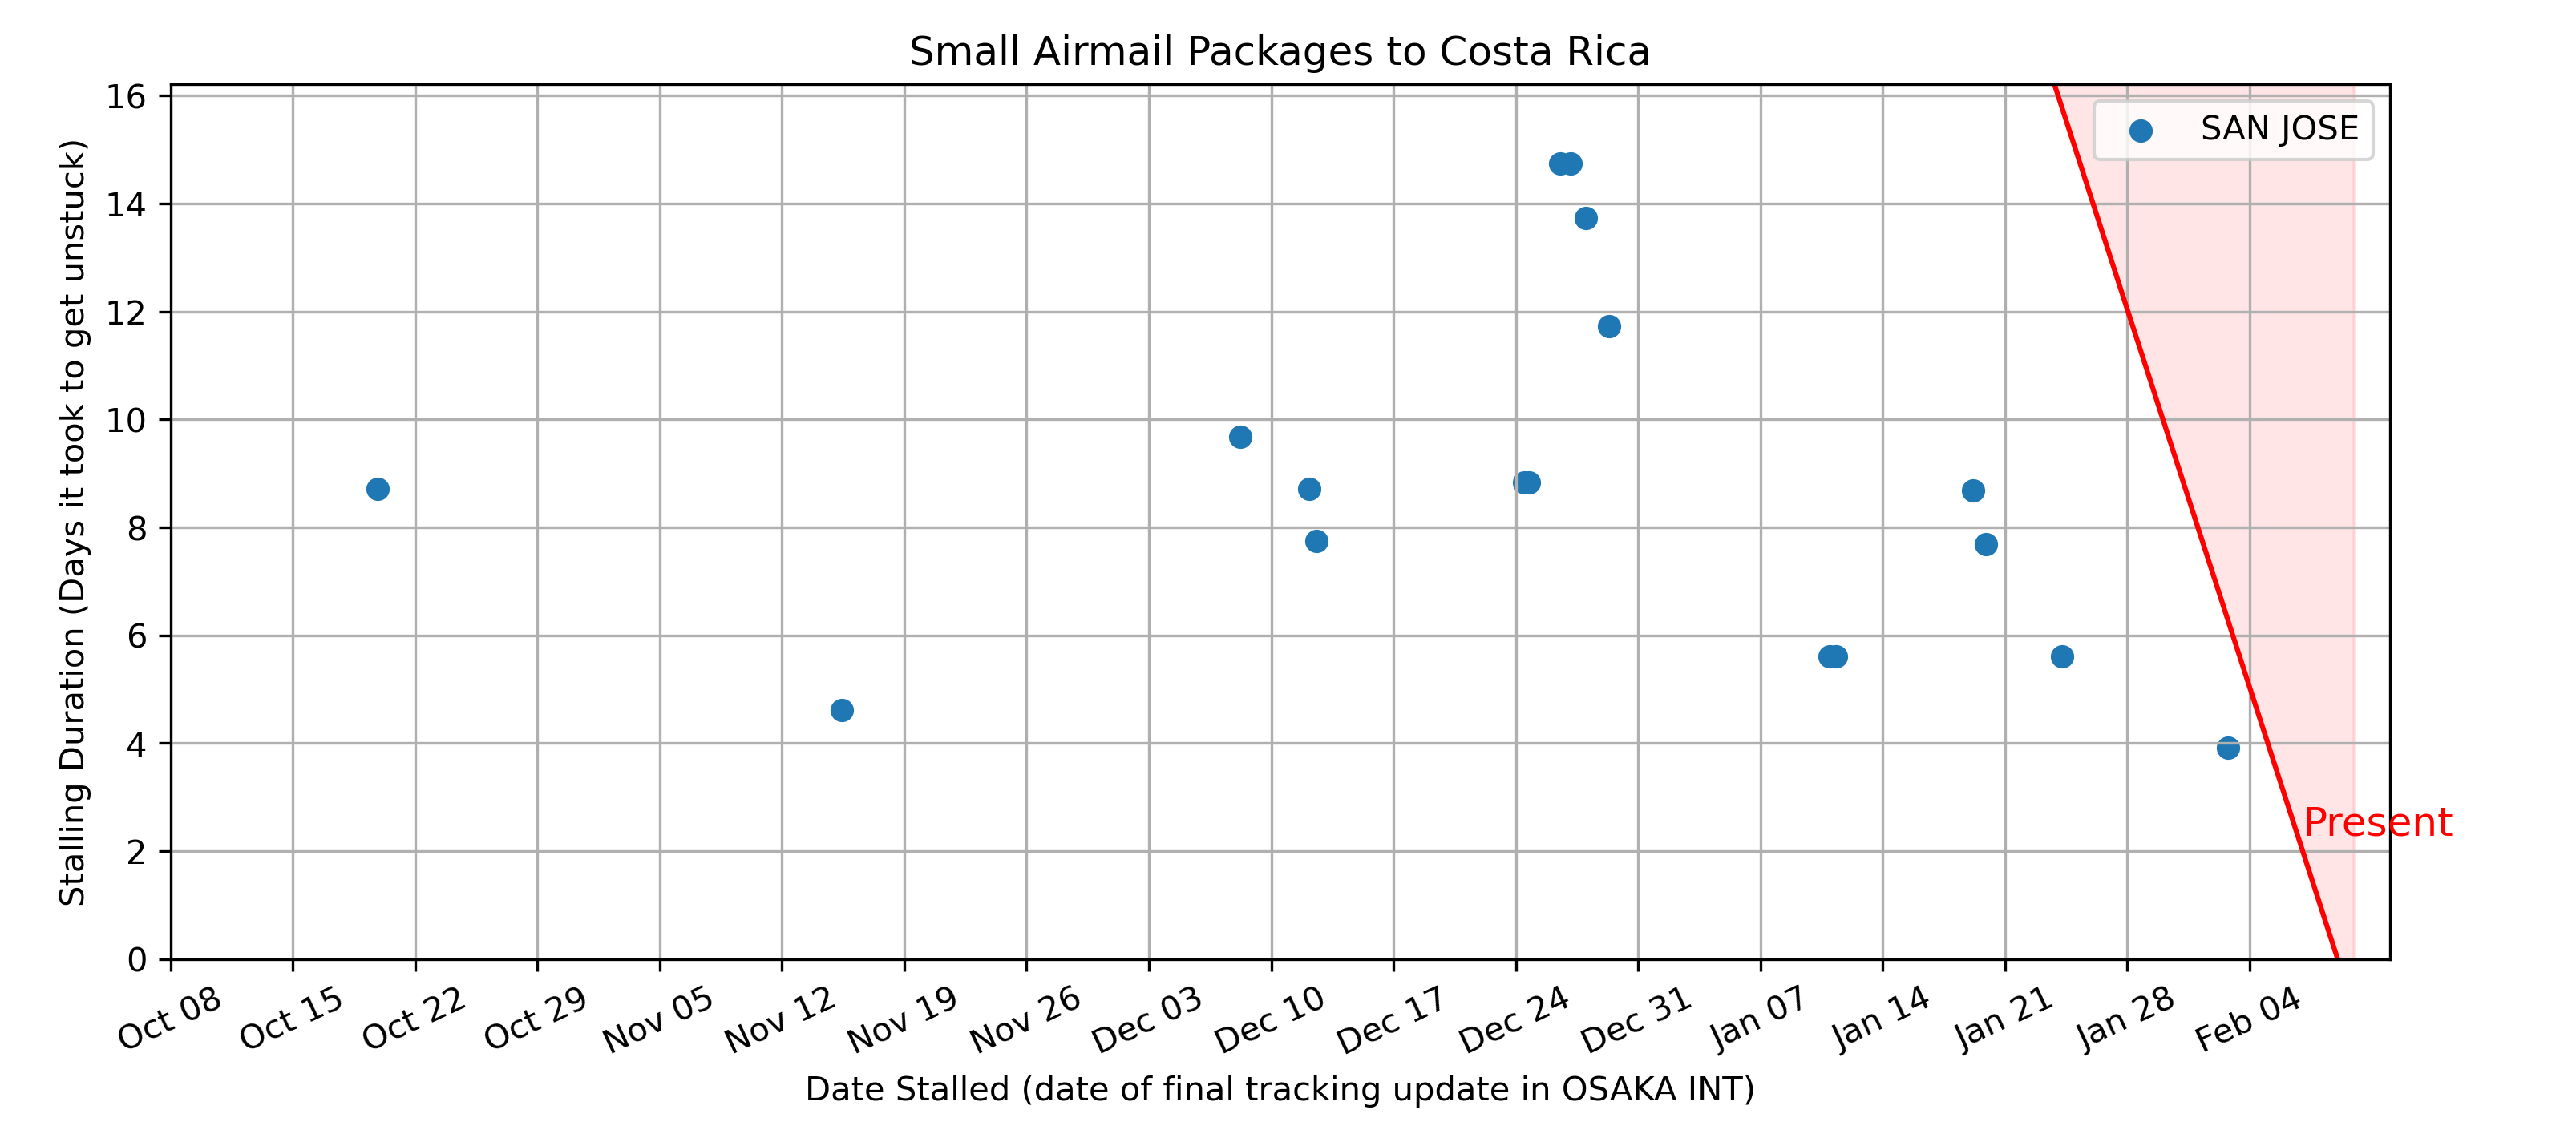 Small Airmail Packages to Costa Rica
Stalling Duration (Days it took to get unstuck)
16
14
12
10
8
6
4
2
0
SAN JOSE
Present
Oct 08 Oct 15 Oct 22 Oct 29 Nov 05 Nov 12 Nov 19 Nov 26 Dec 03 Dec 10 Dec 17 Dec 24 Dec 31 Jan 07 Jan 14 Jan 21 Jan 28 Feb 04
Date Stalled (date of final tracking update in OSAKA INT)